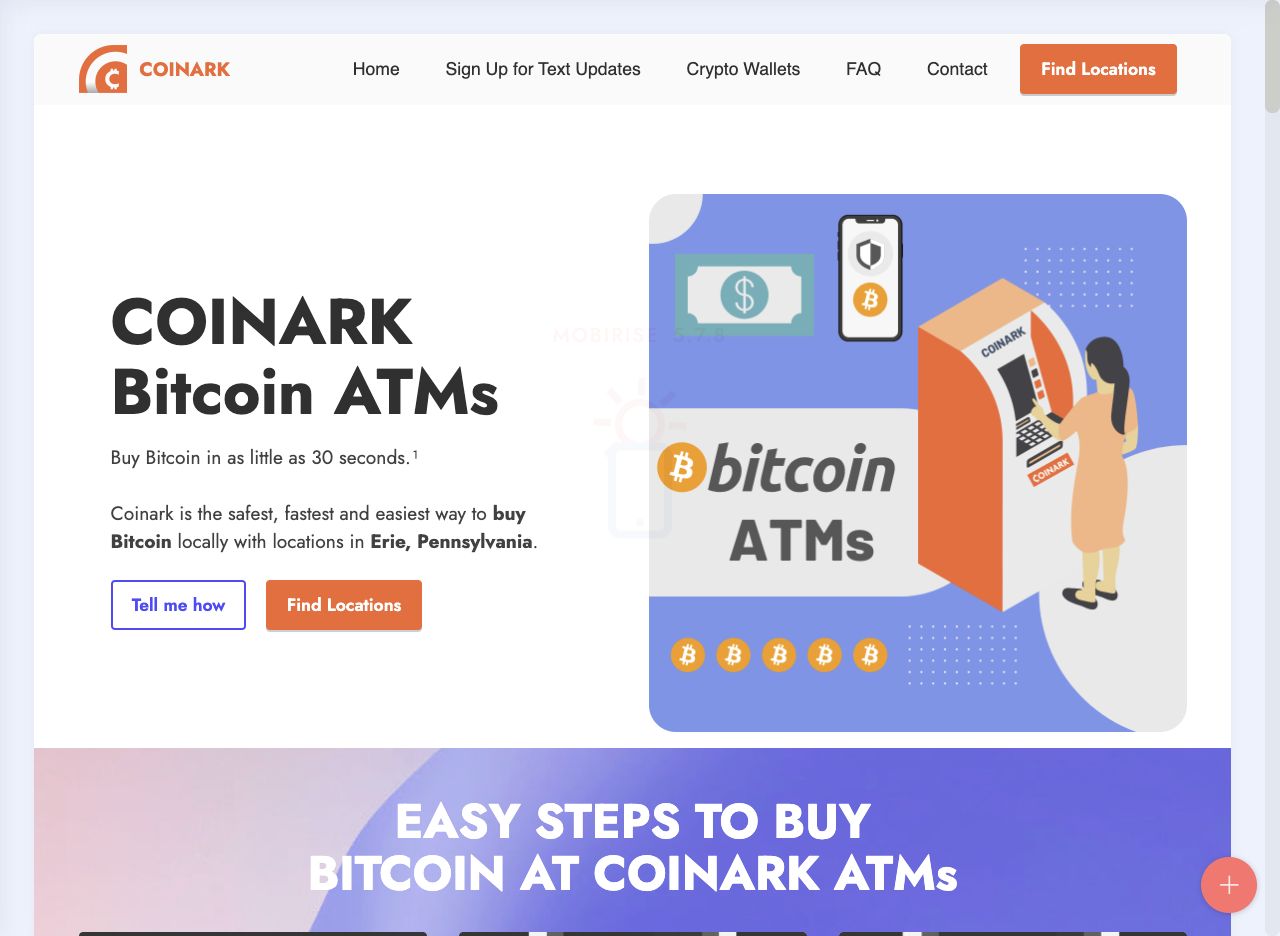 COINARK
Home
Sign Up for Text Updates
Crypto Wallets
FAQ
Contact
Find Locations
COINARK
Bitcoin ATMs
Buy Bitcoin in as little as 30 seconds.¹
Coinark is the safest, fastest and easiest way to buy
Bitcoin locally with locations in Erie, Pennsylvania.
Tell me how
Find Locations
MOBIRISE 5.7.8
COINARK
COINARK
bitcoin
ATMs
EASY STEPS TO BUY
BITCOIN AT COINARK ATMs